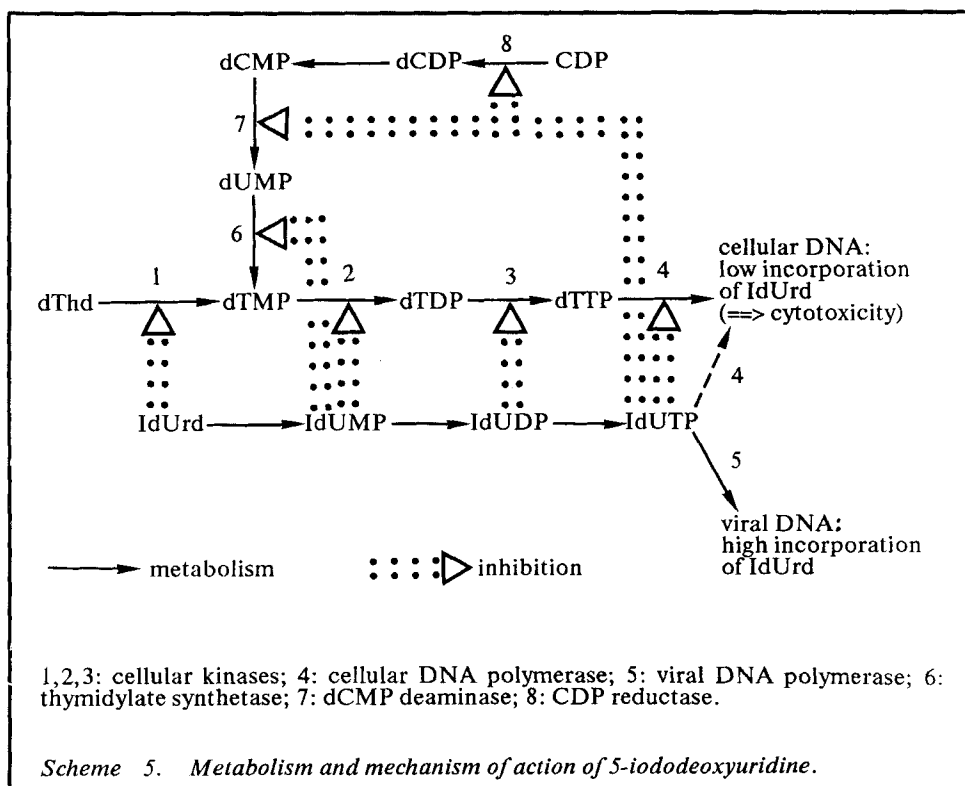 8
dCMP dCDP CDP
7
dUMP
6
1 2 3 4
dThd dTMP dTDP dTTP
cellular DNA:
low incorporation
of IdUrd
(==> cytotoxicity)
4
IdUrd IdUMP IdUDP IdUTP
5
viral DNA:
high incorporation
of IdUrd
metabolism inhibition
1,2,3: cellular kinases; 4: cellular DNA polymerase; 5: viral DNA polymerase; 6:
thymidylate synthetase; 7: dCMP deaminase; 8: CDP reductase.
Scheme 5. Metabolism and mechanism of action of 5-iododeoxyuridine.